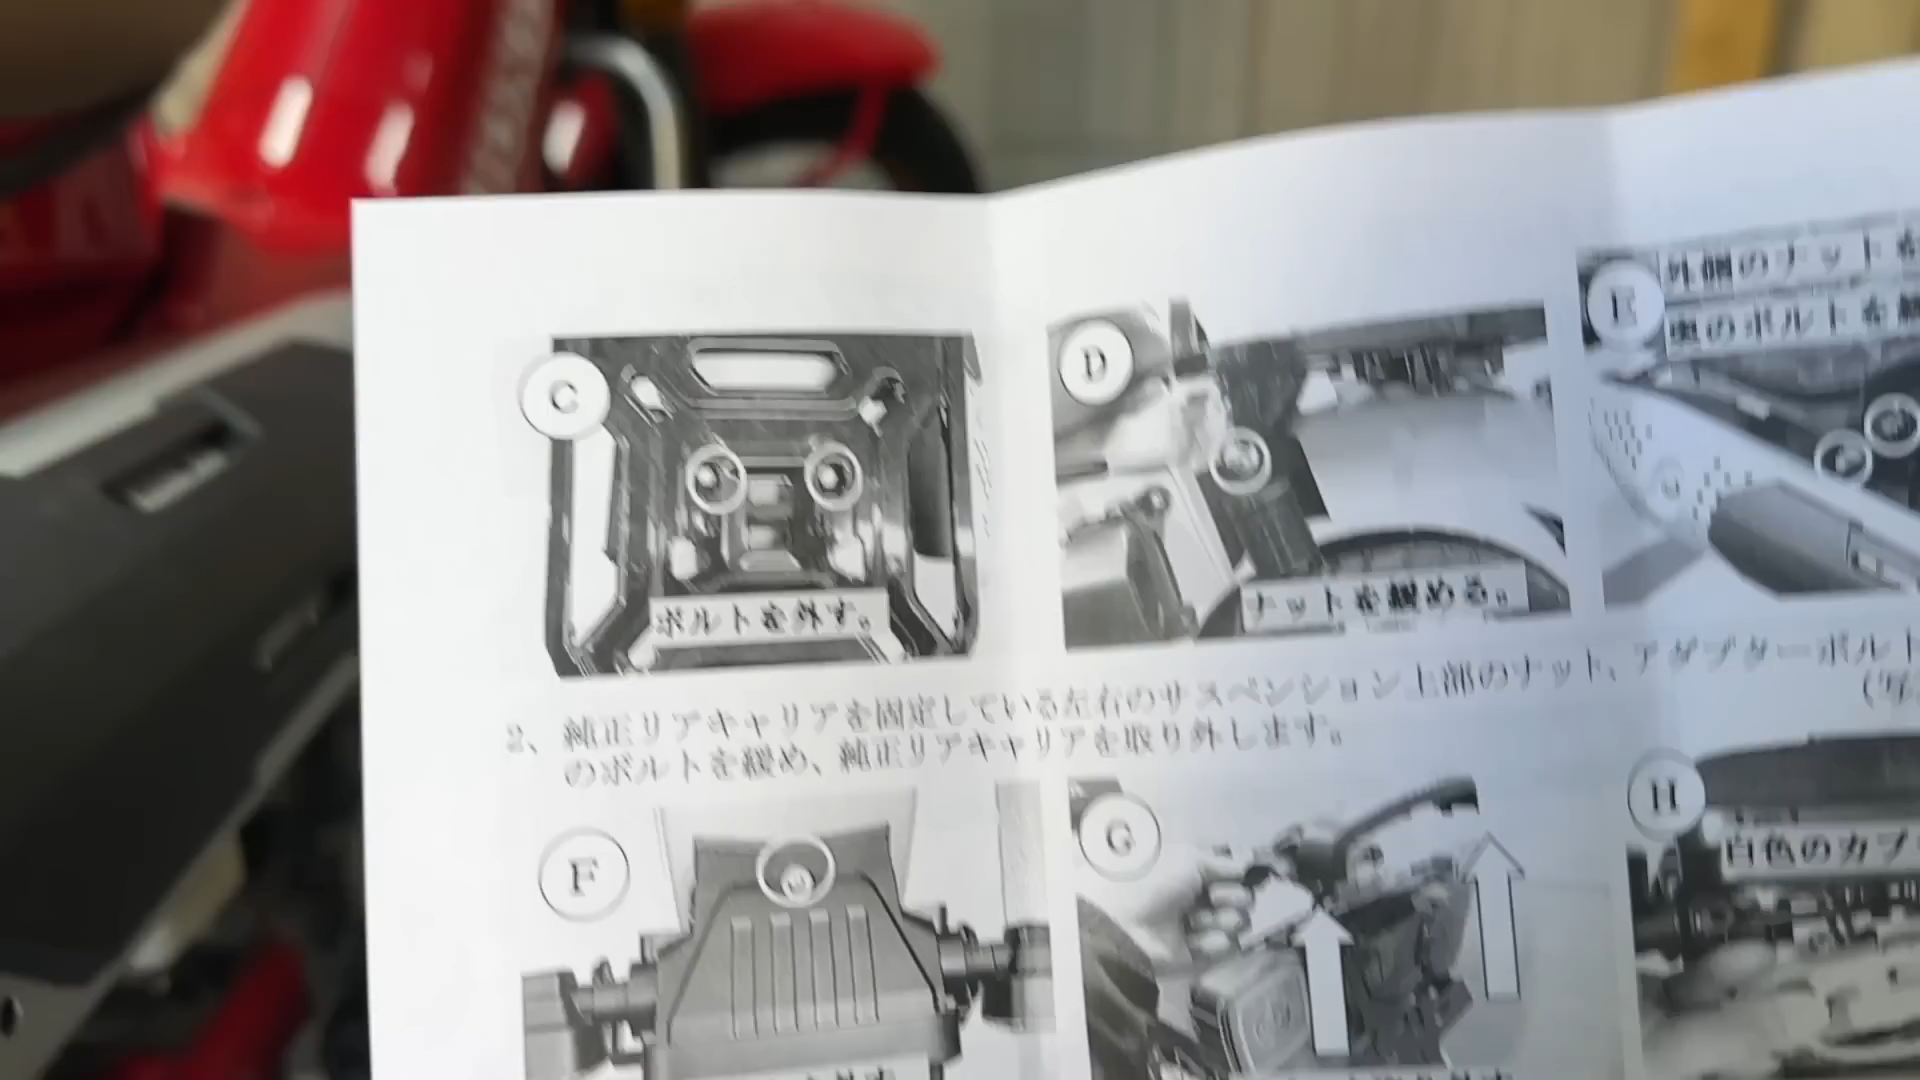 C
ボルトを外す。
D
ナットを緩める。
E
外側のナットを
奥のボルトを緩
2、純正リアキャリアを固定している左右のサスペンション上部のナット、アダプターボルト
(写
のボルトを緩め、純正リアキャリアを取り外します。
F
G
H
白色のカプ